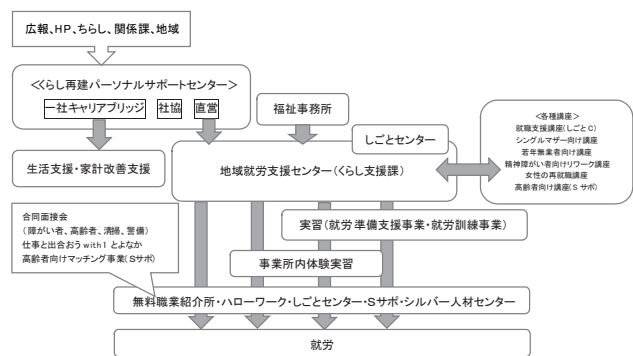 広報、HP、ちらし、関係課、地域
<くらし再建パーソナルサポートセンター>
一社キャリアブリッジ 社協 直営
福祉事務所
しごとセンター
生活支援・家計改善支援
地域就労支援センター(くらし支援課)
<各種講座>
就職支援講座(しごとC)
シングルマザー向け講座
若年無業者向け講座
精神障がい者向けリワーク講座
女性の再就職講座
高齢者向け講座(Sサポ)
合同面接会
(障がい者、高齢者、清掃、警備)
仕事と出合おうwith1とよなか
高齢者向けマッチング事業(Sサポ)
実習(就労準備支援事業・就労訓練事業)
事業所内体験実習
無料職業紹介所・ハローワーク・しごとセンター・Sサポ・シルバー人材センター
就労